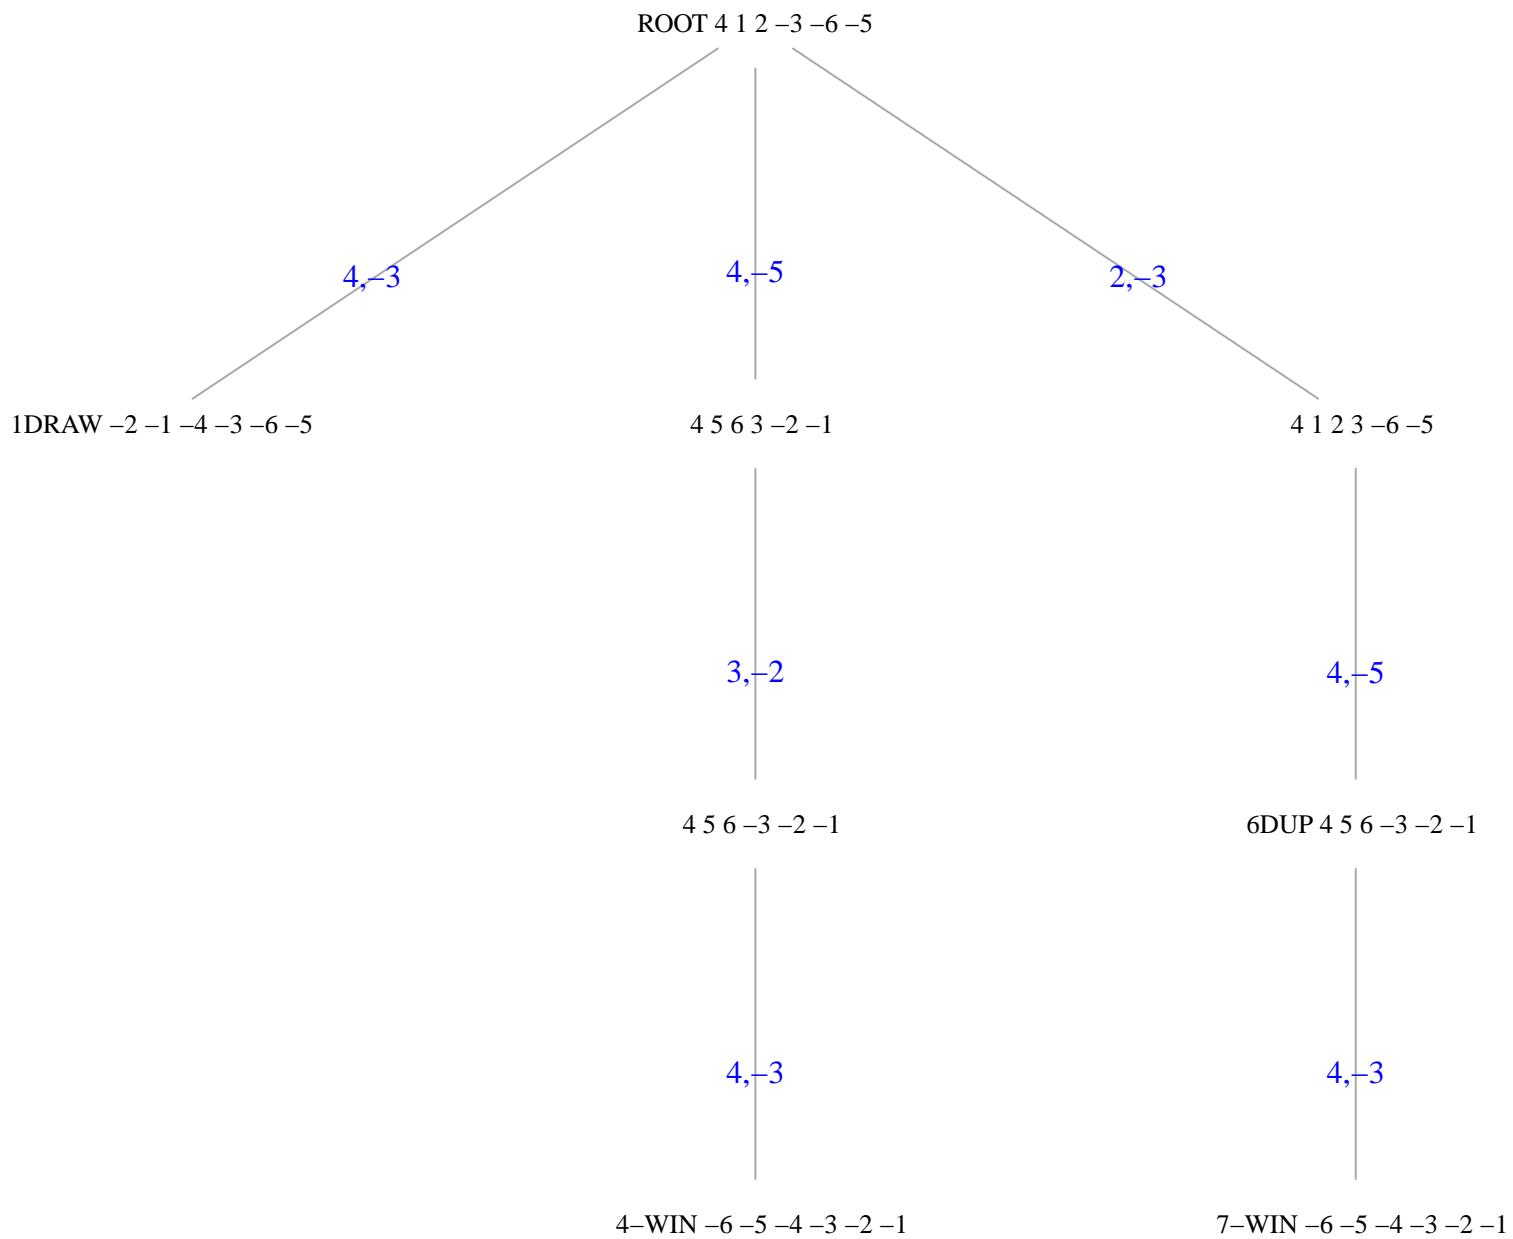 ROOT 4 1 2 –3 –6 –5
4,–3
4,–5
2,–3
1DRAW –2 –1 –4 –3 –6 –5
4 5 6 3 –2 –1
4 1 2 3 –6 –5
3,–2
4,–5
4 5 6 –3 –2 –1
6DUP 4 5 6 –3 –2 –1
4,–3
4,–3
4–WIN –6 –5 –4 –3 –2 –1
7–WIN –6 –5 –4 –3 –2 –1